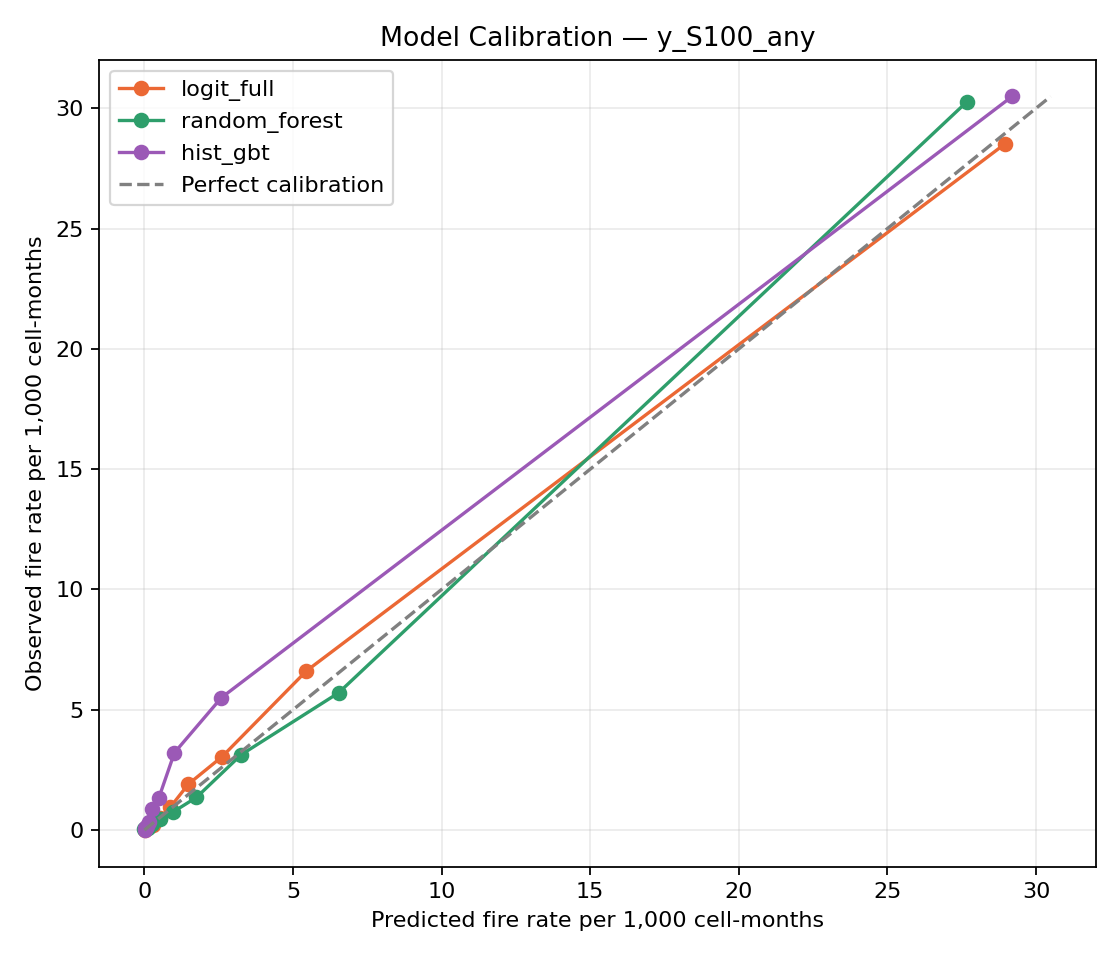 Model Calibration — y_S100_any
logit_full
random_forest
hist_gbt
Perfect calibration
30
25
20
15
10
5
0
Observed fire rate per 1,000 cell-months
0 5 10 15 20 25 30
Predicted fire rate per 1,000 cell-months